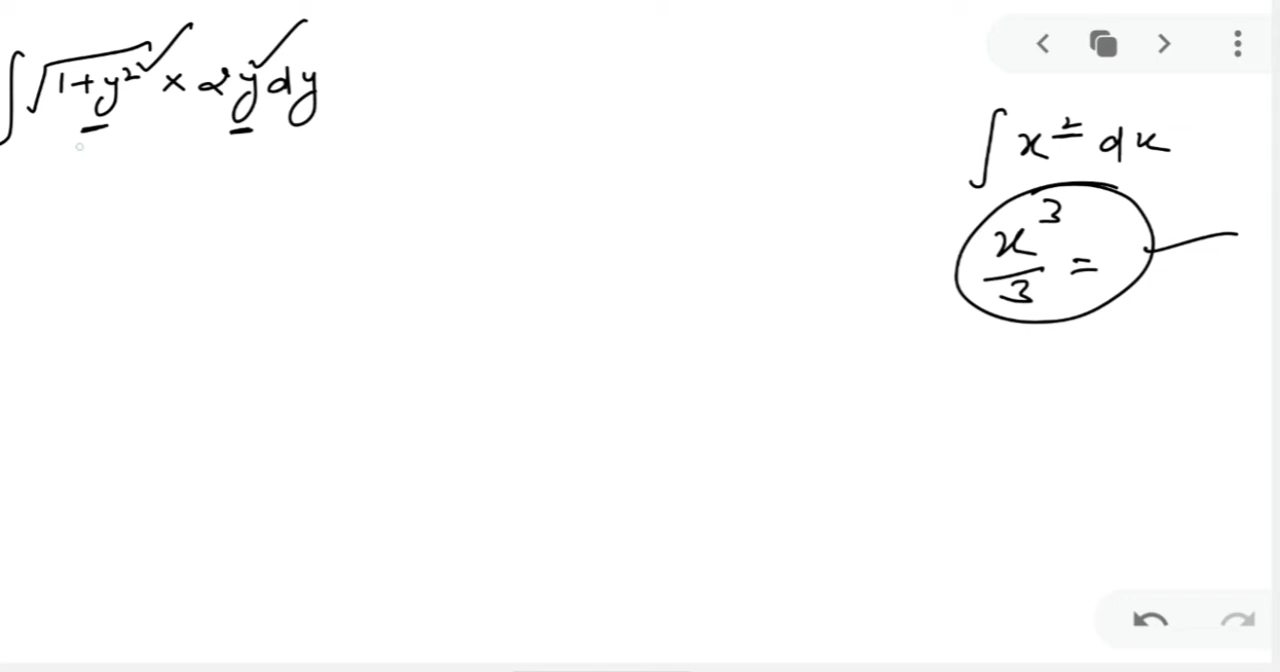 ∫√(1+y²) × 2y dy
∫ x² dx
x³/3 =